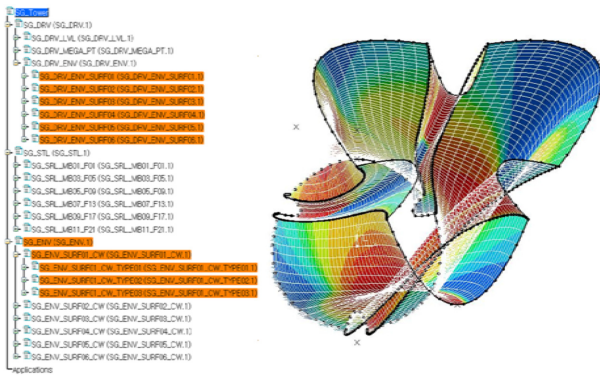 SG_Tower
SG_DRV (SG_DRV.1)
SG_DRV_LVL (SG_DRV_LVL.1)
SG_DRV_MEGA_PT (SG_DRV_MEGA_PT.1)
SG_DRV_ENV (SG_DRV_ENV.1)
SG_DRV_ENV_SURF01 (SG_DRV_ENV_SURF01.1)
SG_DRV_ENV_SURF02 (SG_DRV_ENV_SURF02.1)
SG_DRV_ENV_SURF03 (SG_DRV_ENV_SURF03.1)
SG_DRV_ENV_SURF04 (SG_DRV_ENV_SURF04.1)
SG_DRV_ENV_SURF05 (SG_DRV_ENV_SURF05.1)
SG_DRV_ENV_SURF06 (SG_DRV_ENV_SURF06.1)
SG_STL (SG_STL.1)
SG_SRL_MB01_F01 (SG_SRL_MB01_F01.1)
SG_SRL_MB03_F05 (SG_SRL_MB03_F05.1)
SG_SRL_MB05_F09 (SG_SRL_MB05_F09.1)
SG_SRL_MB07_F13 (SG_SRL_MB07_F13.1)
SG_SRL_MB09_F17 (SG_SRL_MB09_F17.1)
SG_SRL_MB11_F21 (SG_SRL_MB11_F21.1)
SG_ENV (SG_ENV.1)
SG_ENV_SURF01_CW (SG_ENV_SURF01_CW.1)
SG_ENV_SURF01_CW_TYPE01 (SG_ENV_SURF01_CW_TYPE01.1)
SG_ENV_SURF01_CW_TYPE02 (SG_ENV_SURF01_CW_TYPE02.1)
SG_ENV_SURF01_CW_TYPE03 (SG_ENV_SURF01_CW_TYPE03.1)
SG_ENV_SURF02_CW (SG_ENV_SURF02_CW.1)
SG_ENV_SURF03_CW (SG_ENV_SURF03_CW.1)
SG_ENV_SURF04_CW (SG_ENV_SURF04_CW.1)
SG_ENV_SURF05_CW (SG_ENV_SURF05_CW.1)
SG_ENV_SURF06_CW (SG_ENV_SURF06_CW.1)
Applications